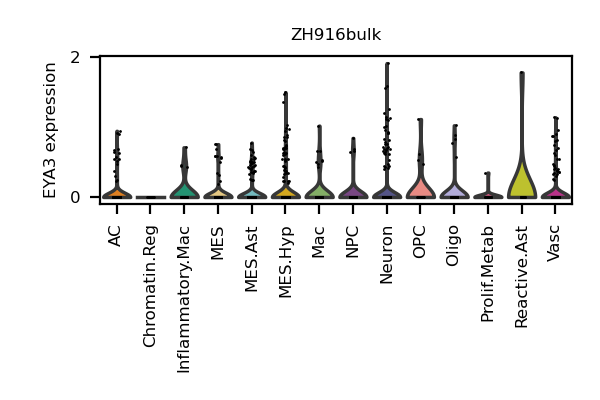 ZH916bulk
EYA3 expression
2
0
AC
Chromatin.Reg
Inflammatory.Mac
MES
MES.Ast
MES.Hyp
Mac
NPC
Neuron
OPC
Oligo
Prolif.Metab
Reactive.Ast
Vasc